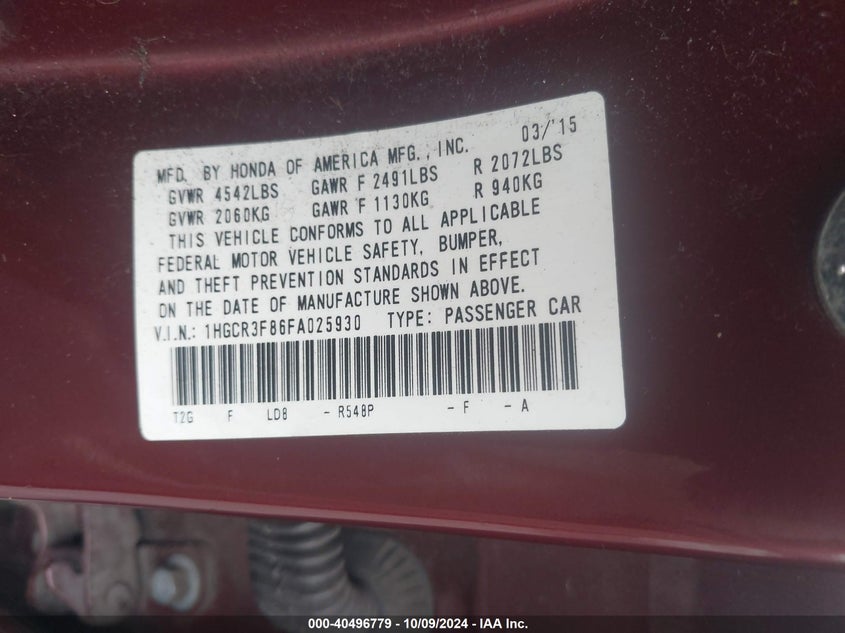 03/'15
MFD. BY HONDA OF AMERICA MFG., INC.
GVWR 4542LBS GAWR F 2491LBS R 2072LBS
GVWR 2060KG GAWR F 1130KG R 940KG
THIS VEHICLE CONFORMS TO ALL APPLICABLE
FEDERAL MOTOR VEHICLE SAFETY, BUMPER,
AND THEFT PREVENTION STANDARDS IN EFFECT
ON THE DATE OF MANUFACTURE SHOWN ABOVE.
V.I.N.: 1HGCR3F86FA025930 TYPE: PASSENGER CAR
T2G F LD8 - R548P - F - A
000-40496779 - 10/09/2024 - IAA Inc.